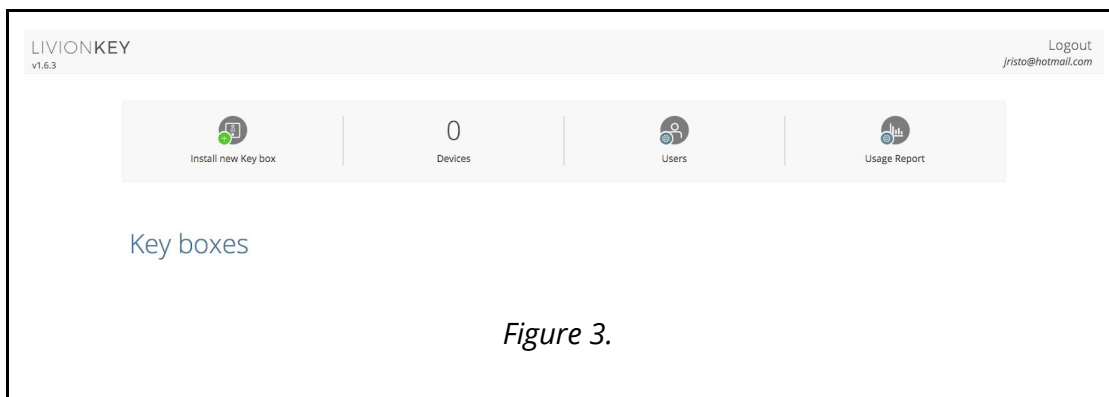 LIVIONKEY
v1.6.3
Logout
jristo@hotmail.com
Install new Key box
0
Devices
Users
Usage Report
Key boxes
Figure 3.